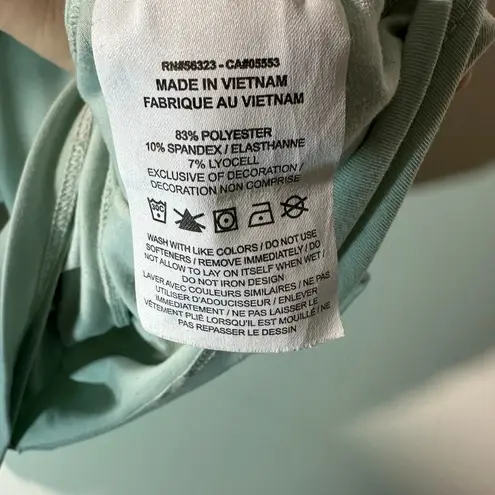 RN#56323 - CA#05553
MADE IN VIETNAM
FABRIQUE AU VIETNAM
83% POLYESTER
10% SPANDEX / ELASTHANNE
7% LYOCELL
EXCLUSIVE OF DECORATION /
DECORATION NON COMPRISE
WASH WITH LIKE COLORS / DO NOT USE
SOFTENERS / REMOVE IMMEDIATELY / DO
NOT ALLOW TO LAY ON ITSELF WHEN WET /
DO NOT IRON DESIGN
LAVER AVEC COULEURS SIMILAIRES / NE PAS
UTILISER D'ADOUCISSEUR / ENLEVER
IMMEDIATEMENT / NE PAS LAISSER LE
VÊTEMENT PLIÉ LORSQU'IL EST MOUILLÉ / NE
PAS REPASSER LE DESSIN